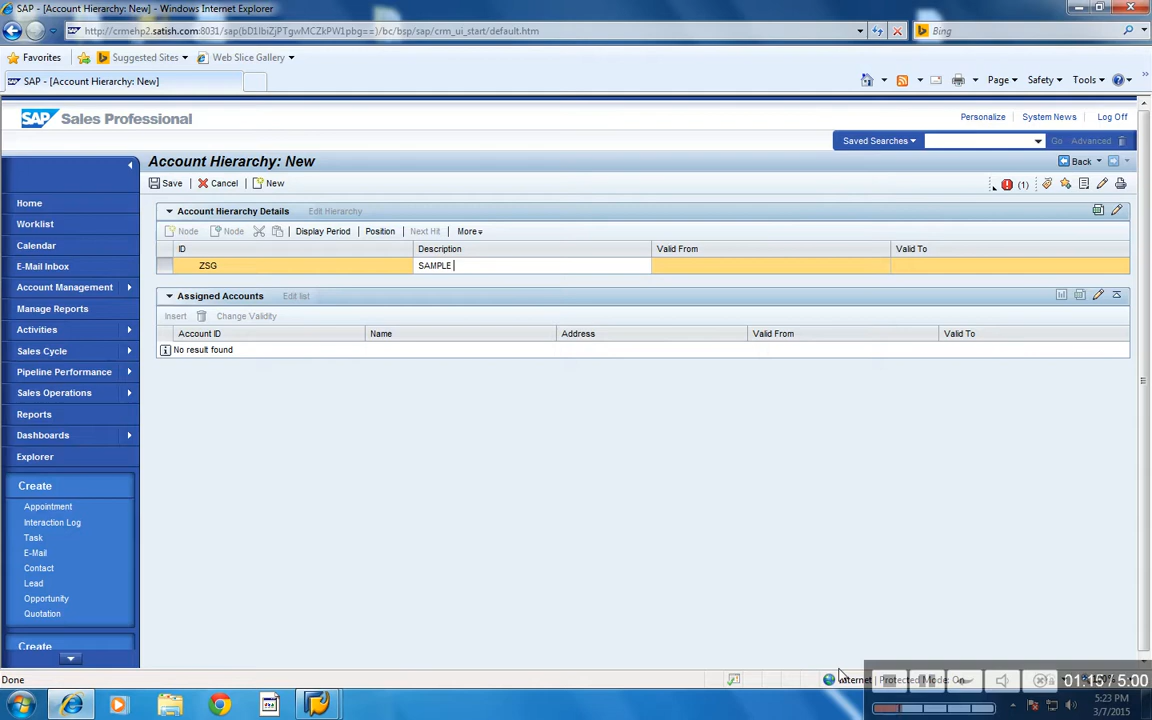 SAP - [Account Hierarchy: New] - Windows Internet Explorer
http://crmehp2.satish.com:8031/sap(bD1lbiZjPTgwMCZkPW1pbg==)/bc/bsp/sap/crm_ui_start/default.htm
Bing
Favorites Suggested Sites Web Slice Gallery
SAP - [Account Hierarchy: New]
Page Safety Tools
SAP Sales Professional
Personalize System News Log Off
Saved Searches Go Advanced
Account Hierarchy: New
Back
Save Cancel New
(1)
Home
Worklist
Calendar
E-Mail Inbox
Account Management
Manage Reports
Activities
Sales Cycle
Pipeline Performance
Sales Operations
Reports
Dashboards
Explorer
Create
Appointment
Interaction Log
Task
E-Mail
Contact
Lead
Opportunity
Quotation
Create
Account Hierarchy Details Edit Hierarchy
Node Node Display Period Position Next Hit More
ID Description Valid From Valid To
ZSG SAMPLE
Assigned Accounts Edit list
Insert Change Validity
Account ID Name Address Valid From Valid To
No result found
Done
Internet | Protected Mode: On
01:15 / 5:00
5:23 PM
3/7/2015